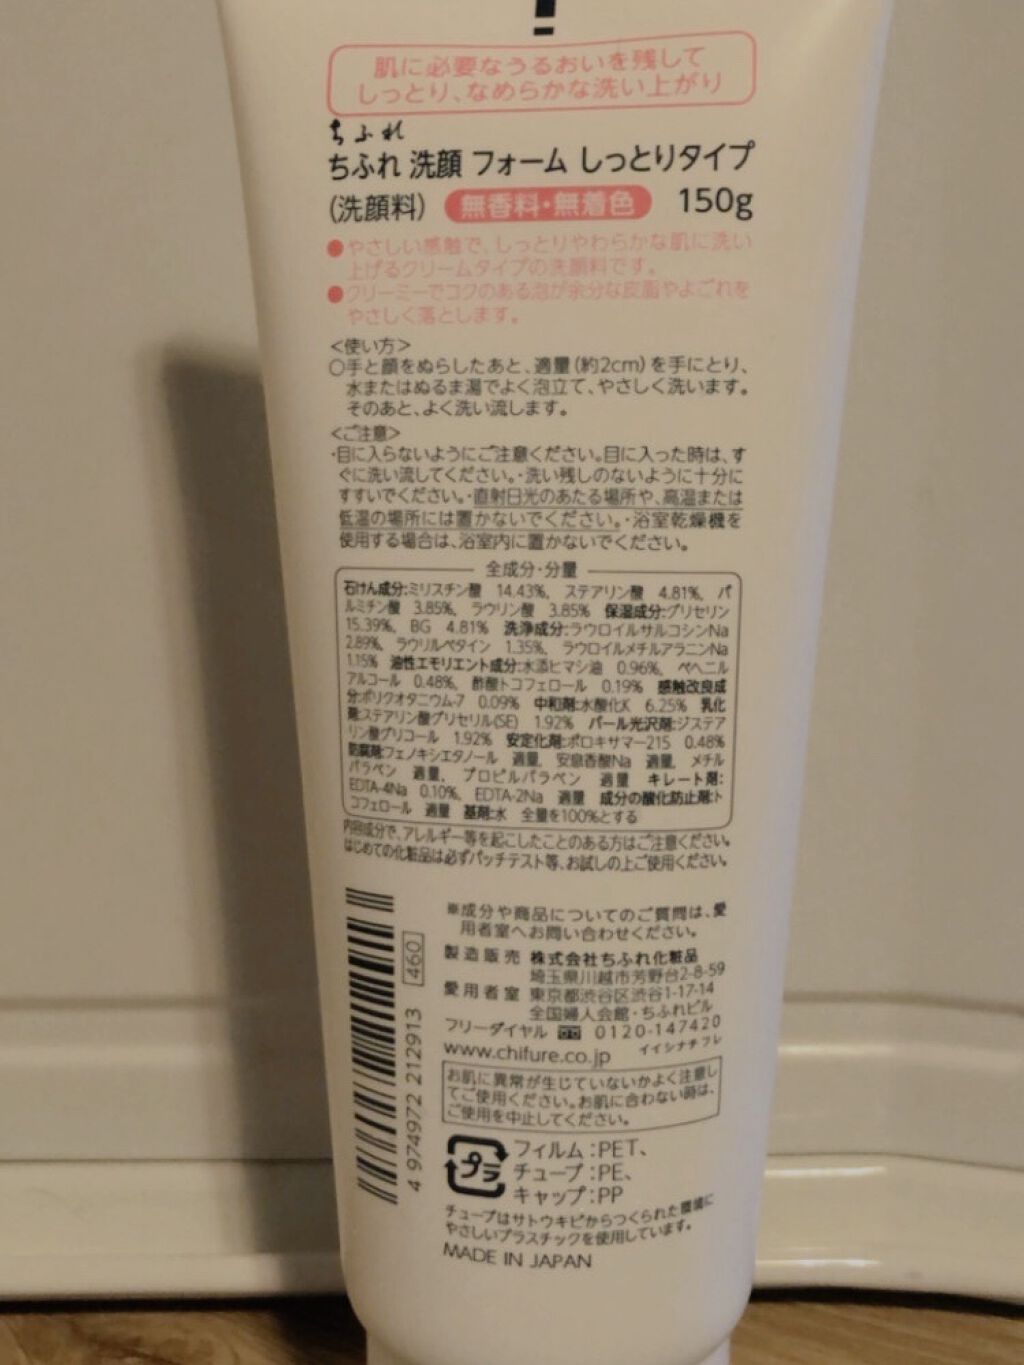 肌に必要なうるおいを残して
しっとり、なめらかな洗い上がり
ちふれ
ちふれ 洗顔 フォーム しっとりタイプ
(洗顔料) 無香料・無着色 150g
●やさしい感触で、しっとりやわらかな肌に洗い
上げるクリームタイプの洗顔料です。
●クリーミーでコクのある泡が余分な皮脂やよごれを
やさしく落とします。
<使い方>
○手と顔をぬらしたあと、適量(約2cm)を手にとり、
水またはぬるま湯でよく泡立て、やさしく洗います。
そのあと、よく洗い流します。
<ご注意>
・目に入らないようにご注意ください。目に入った時は、す
ぐに洗い流してください。・洗い残しのないように十分に
すすいでください。・直射日光のあたる場所や、高温または
低温の場所には置かないでください。・浴室乾燥機を
使用する場合は、浴室内に置かないでください。
全成分・分量
石けん成分:ミリスチン酸 14.43%、ステアリン酸 4.81%、パ
ルミチン酸 3.85%、ラウリン酸 3.85% 保湿成分:グリセリン
15.39%、BG 4.81% 洗浄成分:ラウロイルサルコシンNa
2.89%、ラウリルベタイン 1.35%、ラウロイルメチルアラニンNa
1.15% 油性エモリエント成分:水添ヒマシ油 0.96%、ベヘニル
アルコール 0.48%、酢酸トコフェロール 0.19% 感触改良成
分:ポリクオタニウム-7 0.09% 中和剤:水酸化K 6.25% 乳化
剤:ステアリン酸グリセリル(SE) 1.92% パール光沢剤:ジステア
リン酸グリコール 1.92% 安定化剤:ポロキサマー215 0.48%
防腐剤:フェノキシエタノール 適量、安息香酸Na 適量、メチル
パラベン 適量、プロピルパラベン 適量 キレート剤:
EDTA-4Na 0.10%、EDTA-2Na 適量 成分の酸化防止剤:ト
コフェロール 適量 基剤:水 全量を100%とする
内容成分で、アレルギー等を起こしたことのある方はご注意ください。
はじめての化粧品は必ずパッチテスト等、お試しの上ご使用ください。
※成分や商品についてのご質問は、愛
用者室へお問い合わせください。
製造販売 株式会社ちふれ化粧品
埼玉県川越市芳野台2-8-59
愛用者室 東京都渋谷区渋谷1-17-14
全国婦人会館・ちふれビル
フリーダイヤル 0120-147420
www.chifure.co.jp イイシナチフレ
お肌に異常が生じていないかよく注意し
てご使用ください。お肌に合わない時は、
ご使用を中止してください。
プラ
フィルム:PET、
チューブ:PE、
キャップ:PP
チューブはサトウキビからつくられた環境に
やさしいプラスチックを使用しています。
MADE IN JAPAN
460
4 974972 212913